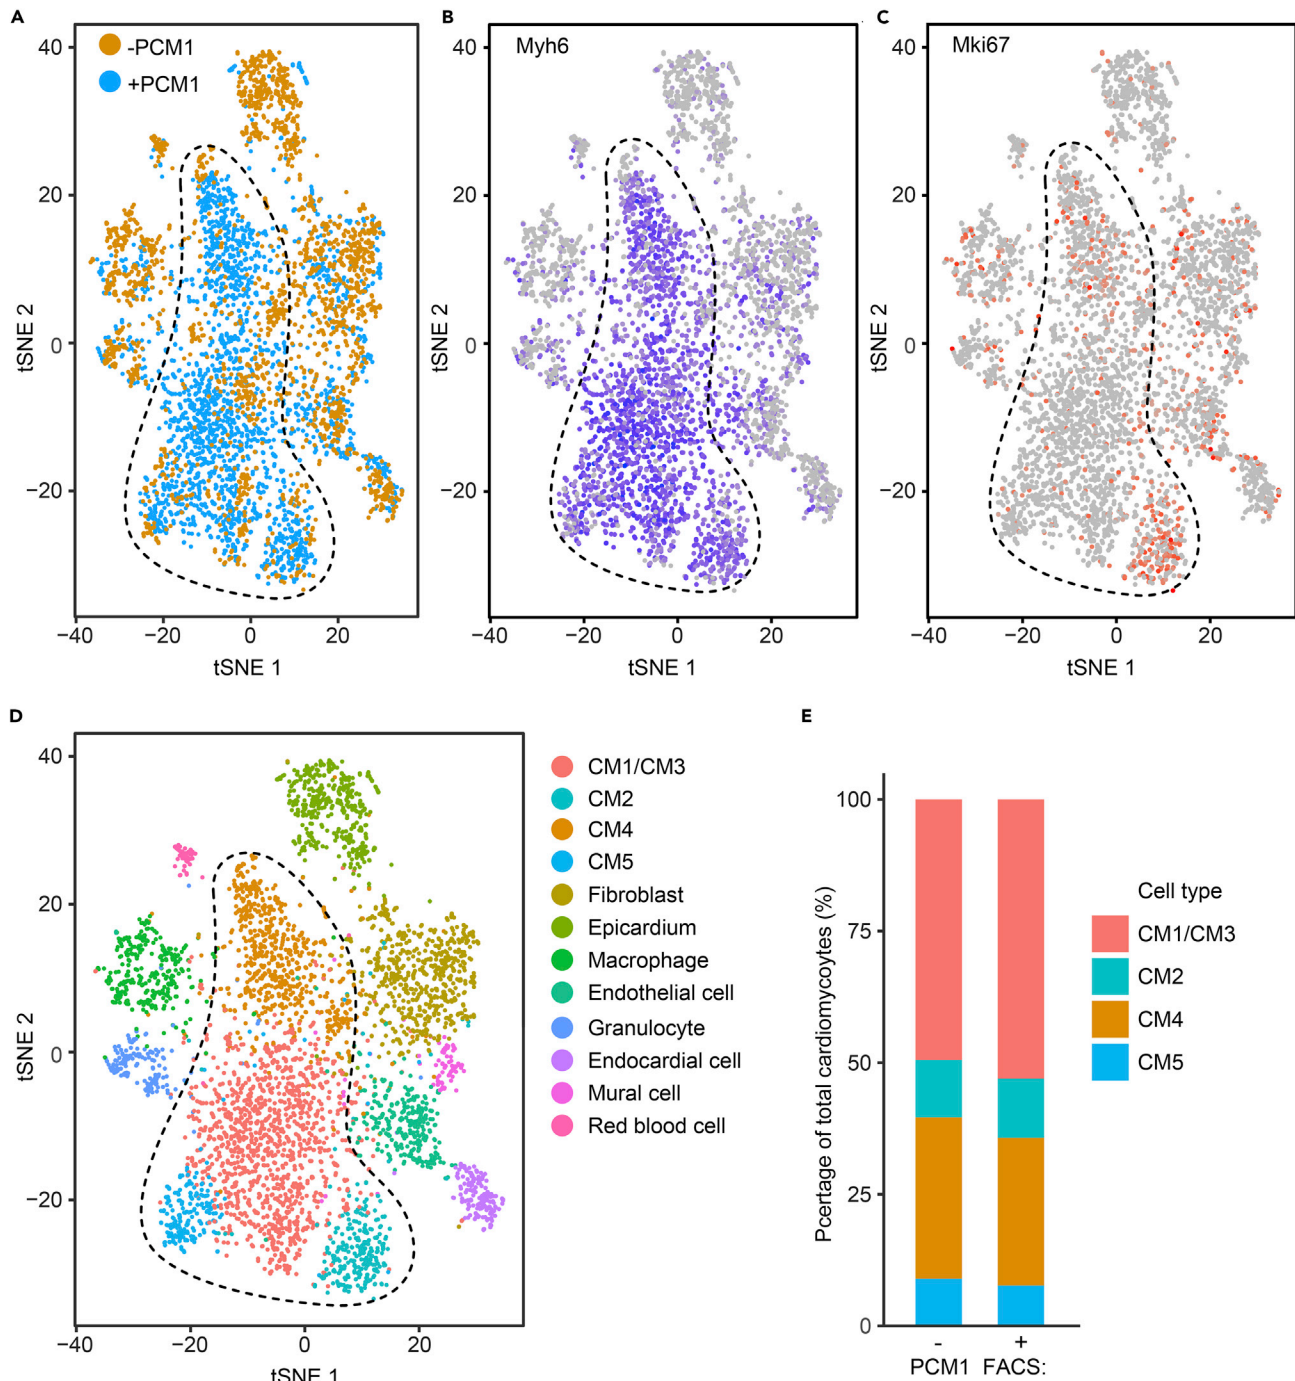 A
B
C
-PCM1
+PCM1
Myh6
Mki67
40
20
0
−20
tSNE 2
−40
−20
0
20
tSNE 1
40
20
0
−20
tSNE 2
−40
−20
0
20
tSNE 1
40
20
0
−20
tSNE 2
−40
−20
0
20
tSNE 1
D
40
20
0
−20
tSNE 2
−40
−20
0
20
tSNE 1
CM1/CM3
CM2
CM4
CM5
Fibroblast
Epicardium
Macrophage
Endothelial cell
Granulocyte
Endocardial cell
Mural cell
Red blood cell
E
Pcertage of total cardiomyocytes (%)
100
75
50
25
0
- +
PCM1 FACS:
Cell type
CM1/CM3
CM2
CM4
CM5